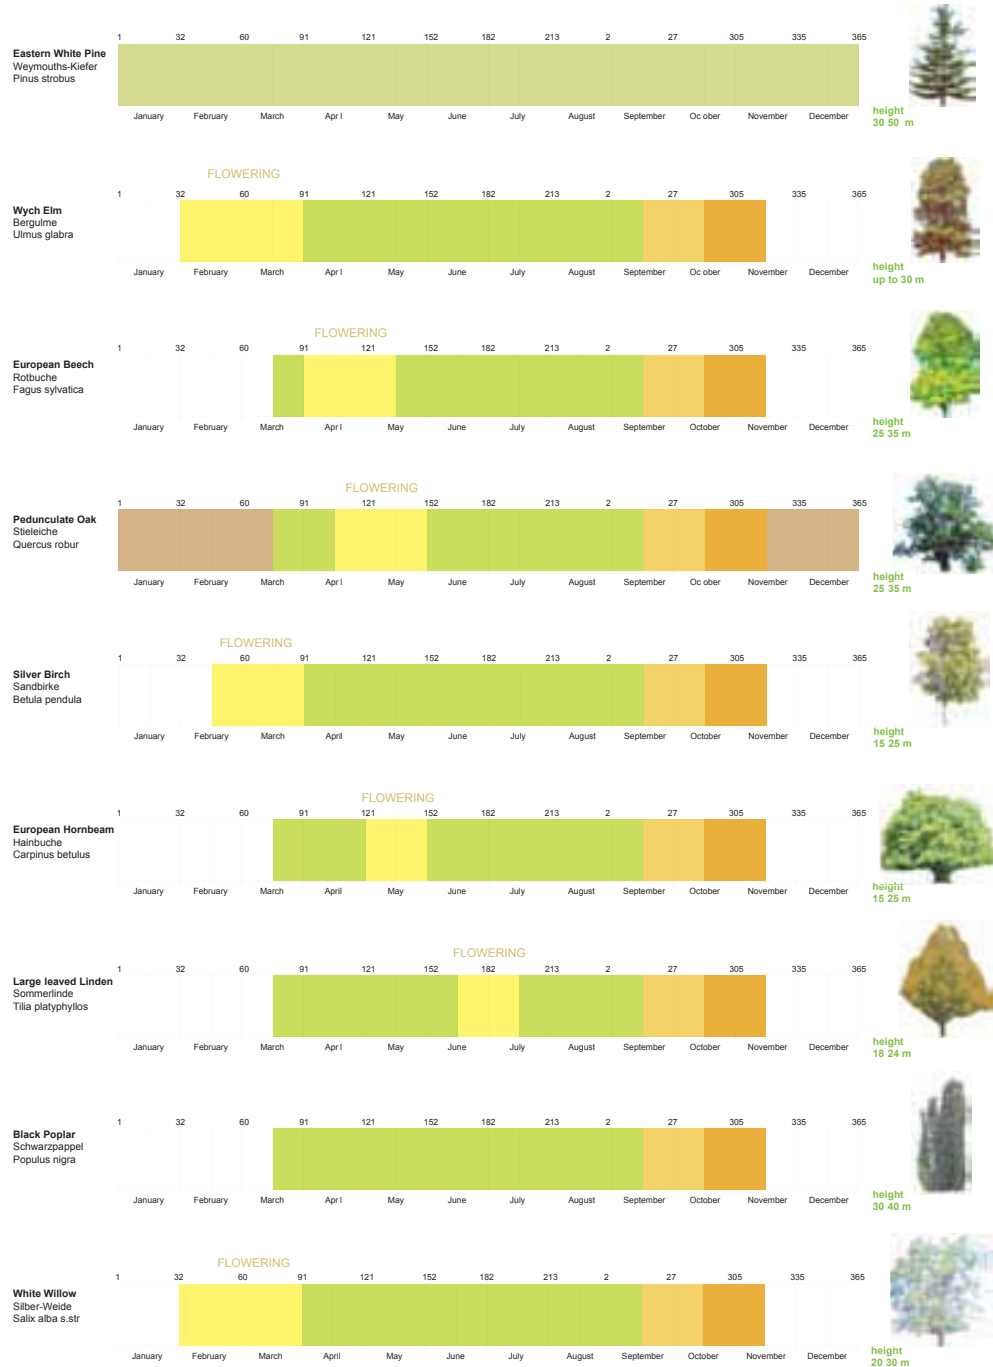 1 32 60 91 121 152 182 213 2 27 305 335 365
Eastern White Pine
Weymouths-Kiefer
Pinus strobus
January February March Apr l May June July August September Oc ober November December
height
30 50 m
FLOWERING
1 32 60 91 121 152 182 213 2 27 305 335 365
Wych Elm
Bergulme
Ulmus glabra
January February March Apr l May June July August September Oc ober November December
height
up to 30 m
FLOWERING
1 32 60 91 121 152 182 213 2 27 305 335 365
European Beech
Rotbuche
Fagus sylvatica
January February March Apr l May June July August September October November December
height
25 35 m
FLOWERING
1 32 60 91 121 152 182 213 2 27 305 335 365
Pedunculate Oak
Stieleiche
Quercus robur
January February March Apr l May June July August September Oc ober November December
height
25 35 m
FLOWERING
1 32 60 91 121 152 182 213 2 27 305 335 365
Silver Birch
Sandbirke
Betula pendula
January February March April May June July August September October November December
height
15 25 m
FLOWERING
1 32 60 91 121 152 182 213 2 27 305 335 365
European Hornbeam
Hainbuche
Carpinus betulus
January February March April May June July August September October November December
height
15 25 m
FLOWERING
1 32 60 91 121 152 182 213 2 27 305 335 365
Large leaved Linden
Sommerlinde
Tilia platyphyllos
January February March Apr l May June July August September October November December
height
18 24 m
1 32 60 91 121 152 182 213 2 27 305 335 365
Black Poplar
Schwarzpappel
Populus nigra
January February March Apr l May June July August September October November December
height
30 40 m
FLOWERING
1 32 60 91 121 152 182 213 2 27 305 335 365
White Willow
Silber-Weide
Salix alba s.str
January February March April May June July August September October November December
height
20 30 m